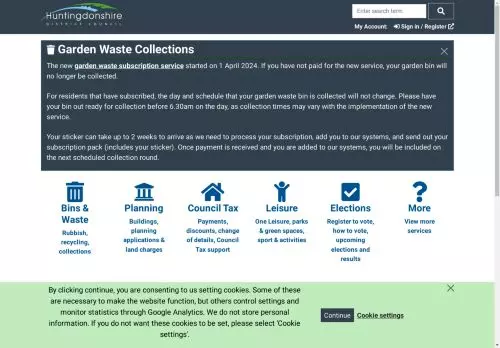 Huntingdonshire
DISTRICT COUNCIL
Enter search term
My Account
Sign in / Register
Garden Waste Collections
The new garden waste subscription service started on 1 April 2024. If you have not paid for the new service, your garden bin will
no longer be collected.
For residents that have subscribed, the day and schedule that your garden waste bin is collected will not change. Please have
your bin out ready for collection before 6.30am on the day, as collection times may vary with the implementation of the new
service.
Your sticker can take up to 2 weeks to arrive as we need to process your subscription, add you to our systems, and send out your
subscription pack (includes your sticker). Once payment is received and you are added to our systems, you will be included on
the next scheduled collection round.
Bins &
Waste
Rubbish,
recycling,
collections
Planning
Buildings,
planning
applications &
land charges
Council Tax
Payments,
discounts, change
of details, Council
Tax support
Leisure
One Leisure, parks
& green spaces,
sport & activities
Elections
Register to vote,
how to vote,
upcoming
elections and
results
More
View more
services
By clicking continue, you are consenting to us setting cookies. Some of these
are necessary to make the website function, but others control settings and
monitor statistics through Google Analytics. We do not store personal
information. If you do not want these cookies to be set, please select 'Cookie
settings'.
Continue
Cookie settings